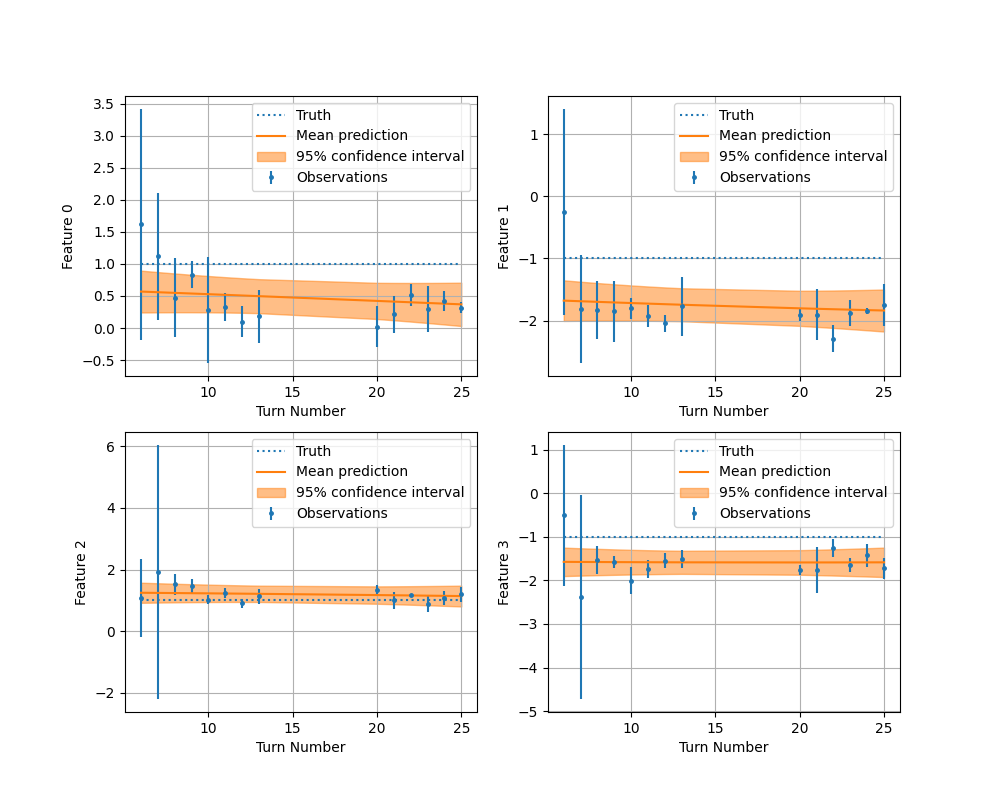 3.5
3.0
2.5
2.0
1.5
1.0
0.5
0.0
−0.5
Feature 0
Truth
Mean prediction
95% confidence interval
Observations
10
15
20
25
Turn Number
1
0
−1
−2
Feature 1
Truth
Mean prediction
95% confidence interval
Observations
10
15
20
25
Turn Number
6
4
2
0
−2
Feature 2
Truth
Mean prediction
95% confidence interval
Observations
10
15
20
25
Turn Number
1
0
−1
−2
−3
−4
−5
Feature 3
Truth
Mean prediction
95% confidence interval
Observations
10
15
20
25
Turn Number